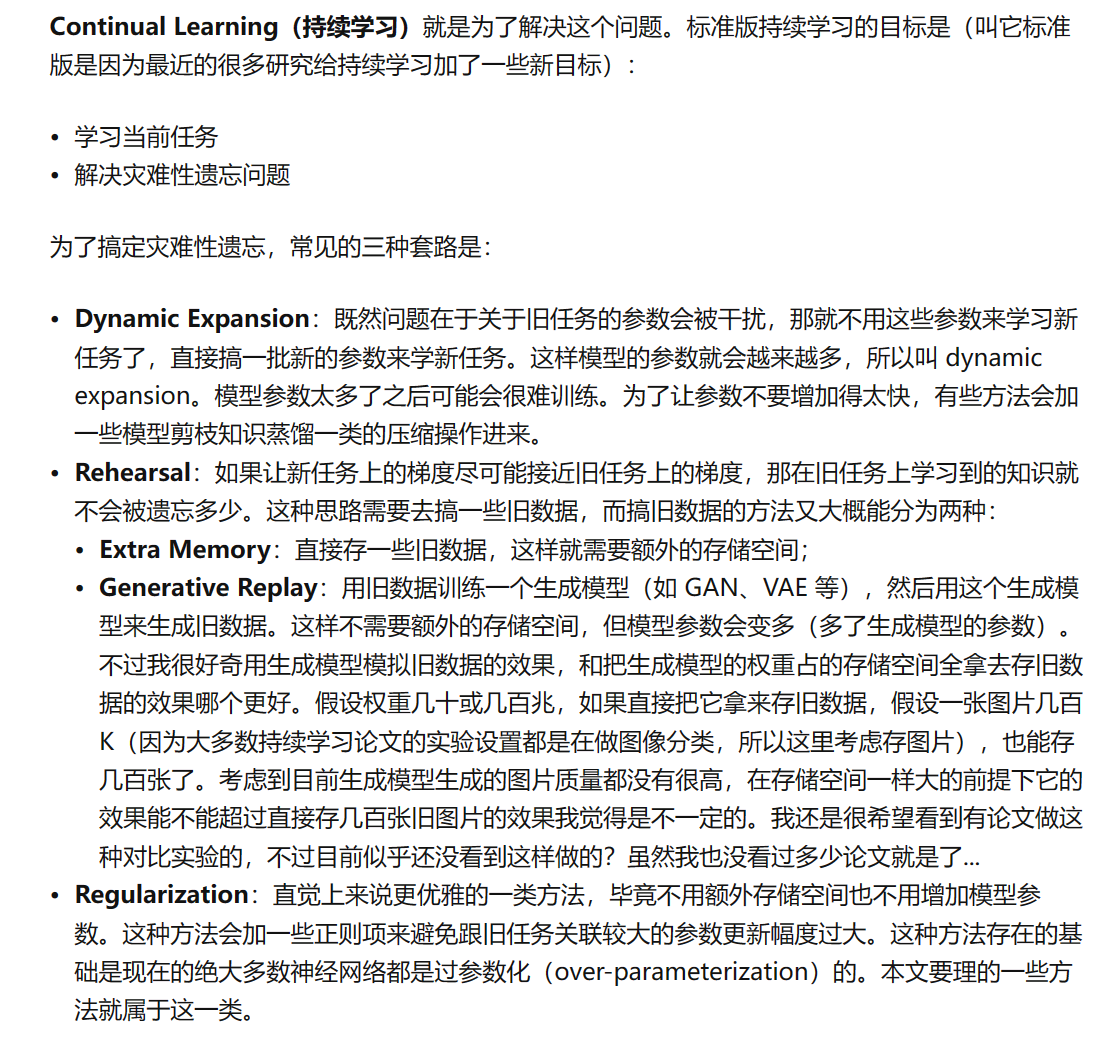 Continual Learning（持续学习）就是为了解决这个问题。标准版持续学习的目标是（叫它标准
版是因为最近的很多研究给持续学习加了一些新目标）：
• 学习当前任务
• 解决灾难性遗忘问题
为了搞定灾难性遗忘，常见的三种套路是：
• Dynamic Expansion：既然问题在于关于旧任务的参数会被干扰，那就不用这些参数来学习新
任务了，直接搞一批新的参数来学新任务。这样模型的参数就会越来越多，所以叫 dynamic
expansion。模型参数太多了之后可能会很难训练。为了让参数不要增加得太快，有些方法会加
一些模型剪枝知识蒸馏一类的压缩操作进来。
• Rehearsal：如果让新任务上的梯度尽可能接近旧任务上的梯度，那在旧任务上学习到的知识就
不会被遗忘多少。这种思路需要去搞一些旧数据，而搞旧数据的方法又大概能分为两种：
• Extra Memory：直接存一些旧数据，这样就需要额外的存储空间；
• Generative Replay：用旧数据训练一个生成模型（如 GAN、VAE 等），然后用这个生成模
型来生成旧数据。这样不需要额外的存储空间，但模型参数会变多（多了生成模型的参数）。
不过我很好奇用生成模型模拟旧数据的效果，和把生成模型的权重占的存储空间全拿去存旧数
据的效果哪个更好。假设权重几十或几百兆，如果直接把它拿来存旧数据，假设一张图片几百
K（因为大多数持续学习论文的实验设置都是在做图像分类，所以这里考虑存图片），也能存
几百张了。考虑到目前生成模型生成的图片质量都没有很高，在存储空间一样大的前提下它的
效果能不能超过直接存几百张旧图片的效果我觉得是不一定的。我还是很希望看到有论文做这
种对比实验的，不过目前似乎还没看到这样做的？虽然我也没看过多少论文就是了...
• Regularization：直觉上来说更优雅的一类方法，毕竟不用额外存储空间也不用增加模型参
数。这种方法会加一些正则项来避免跟旧任务关联较大的参数更新幅度过大。这种方法存在的基
础是现在的绝大多数神经网络都是过参数化（over-parameterization）的。本文要理的一些方
法就属于这一类。